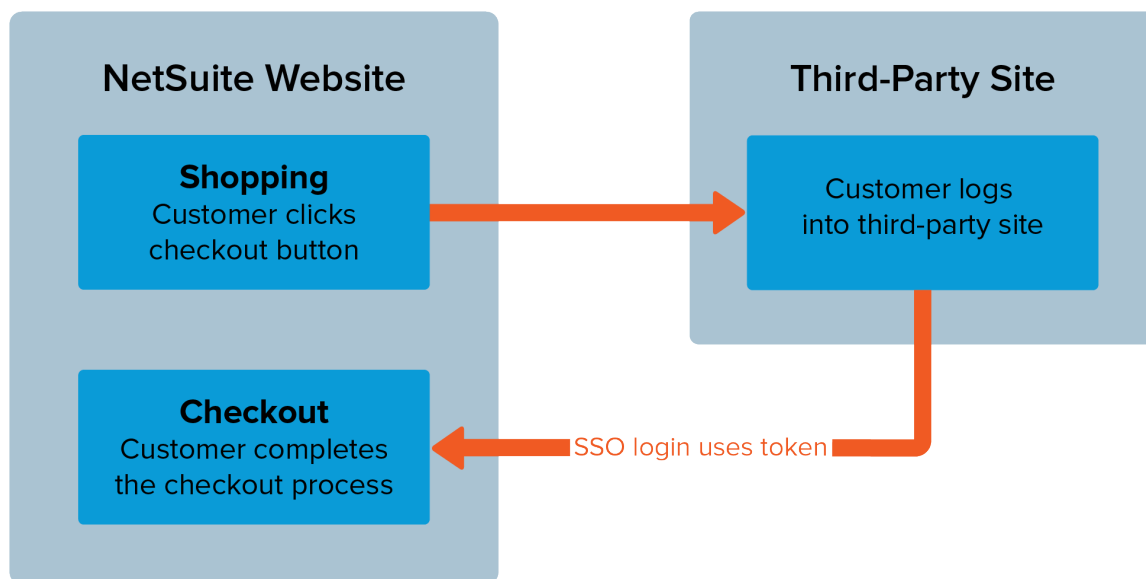 NetSuite Website
Shopping
Customer clicks
checkout button
Third-Party Site
Customer logs
into third-party site
SSO login uses token
Checkout
Customer completes
the checkout process